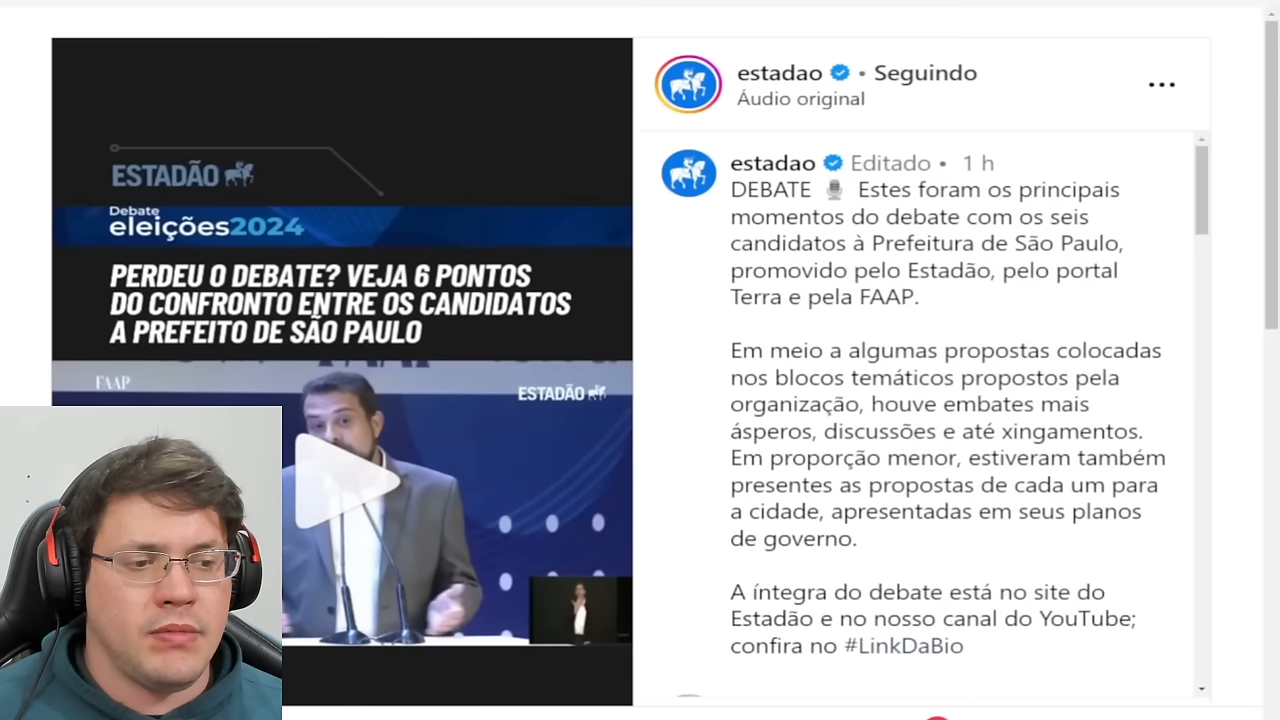 ESTADÃO
Debate
eleições2024
PERDEU O DEBATE? VEJA 6 PONTOS
DO CONFRONTO ENTRE OS CANDIDATOS
A PREFEITO DE SÃO PAULO
FAAP
ESTADÃO
estadao • Seguindo
Áudio original
estadao Editado • 1 h
DEBATE 🎙 Estes foram os principais
momentos do debate com os seis
candidatos à Prefeitura de São Paulo,
promovido pelo Estadão, pelo portal
Terra e pela FAAP.
Em meio a algumas propostas colocadas
nos blocos temáticos propostos pela
organização, houve embates mais
ásperos, discussões e até xingamentos.
Em proporção menor, estiveram também
presentes as propostas de cada um para
a cidade, apresentadas em seus planos
de governo.
A íntegra do debate está no site do
Estadão e no nosso canal do YouTube;
confira no #LinkDaBio